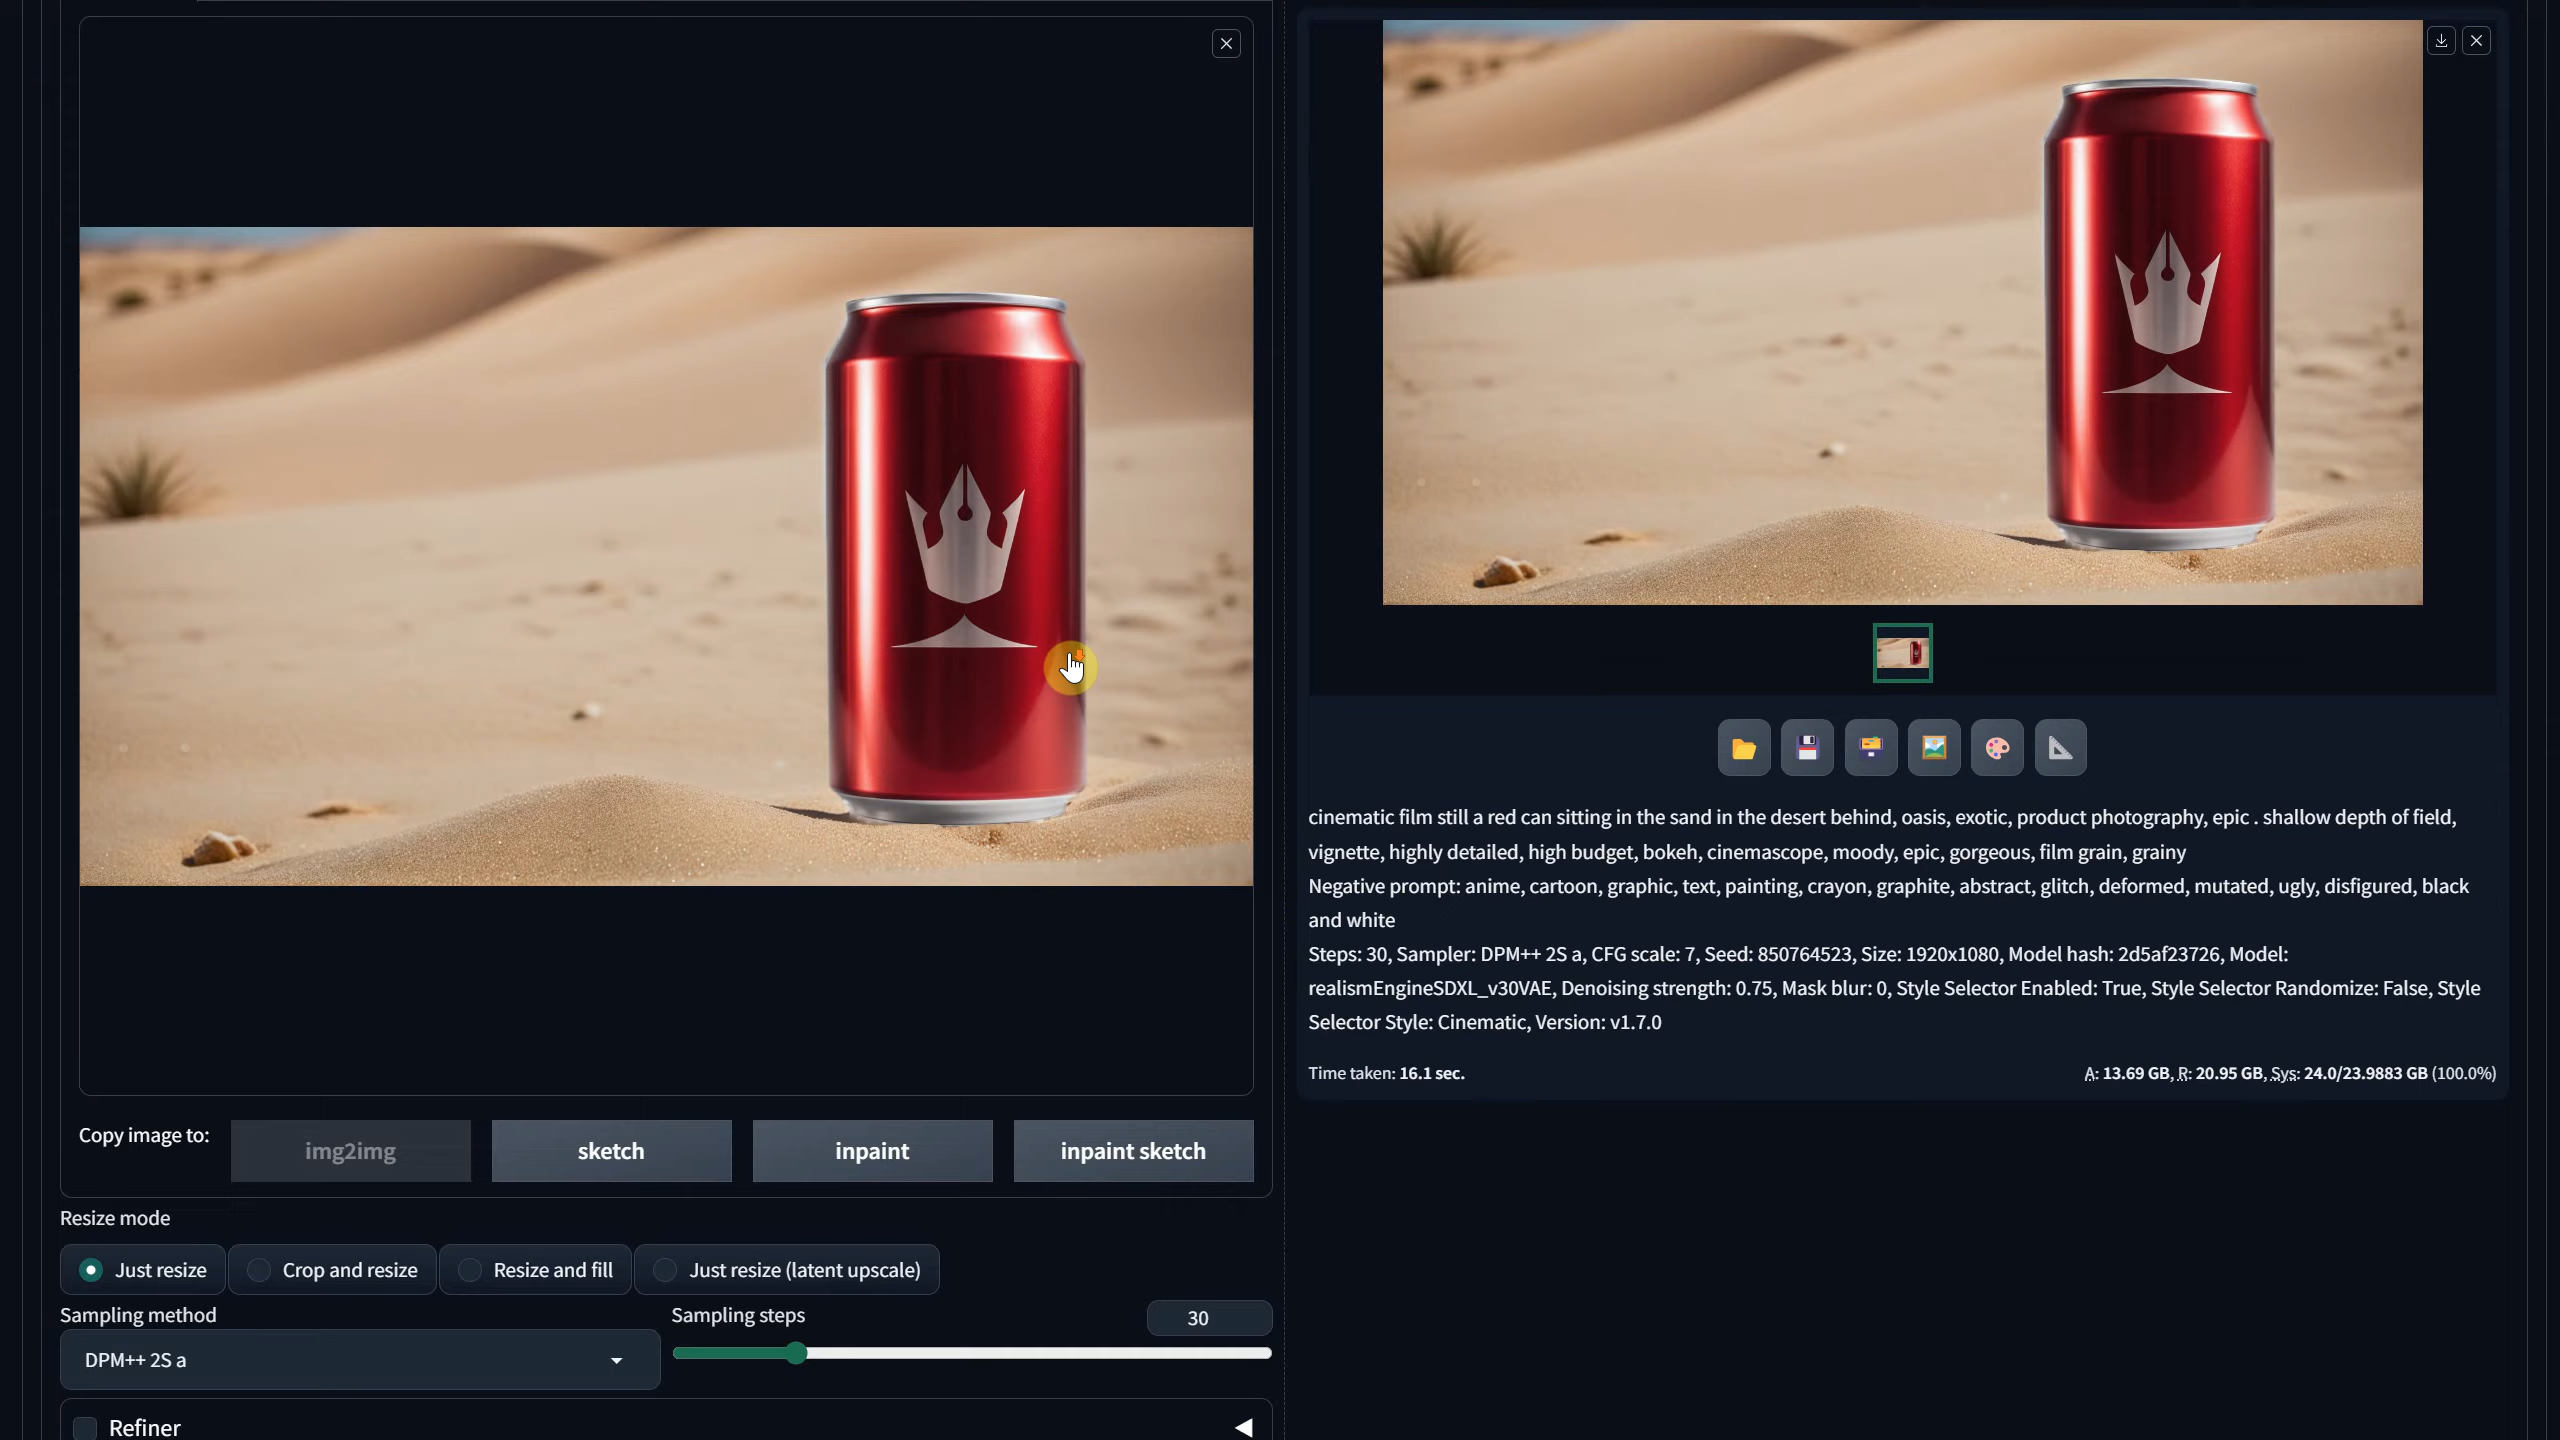 Copy image to:
img2img
sketch
inpaint
inpaint sketch
Resize mode
Just resize
Crop and resize
Resize and fill
Just resize (latent upscale)
Sampling method
Sampling steps
30
DPM++ 2S a
Refiner
cinematic film still a red can sitting in the sand in the desert behind, oasis, exotic, product photography, epic . shallow depth of field,
vignette, highly detailed, high budget, bokeh, cinemascope, moody, epic, gorgeous, film grain, grainy
Negative prompt: anime, cartoon, graphic, text, painting, crayon, graphite, abstract, glitch, deformed, mutated, ugly, disfigured, black
and white
Steps: 30, Sampler: DPM++ 2S a, CFG scale: 7, Seed: 850764523, Size: 1920x1080, Model hash: 2d5af23726, Model:
realismEngineSDXL_v30VAE, Denoising strength: 0.75, Mask blur: 0, Style Selector Enabled: True, Style Selector Randomize: False, Style
Selector Style: Cinematic, Version: v1.7.0
Time taken: 16.1 sec.
A: 13.69 GB, R: 20.95 GB, Sys: 24.0/23.9883 GB (100.0%)